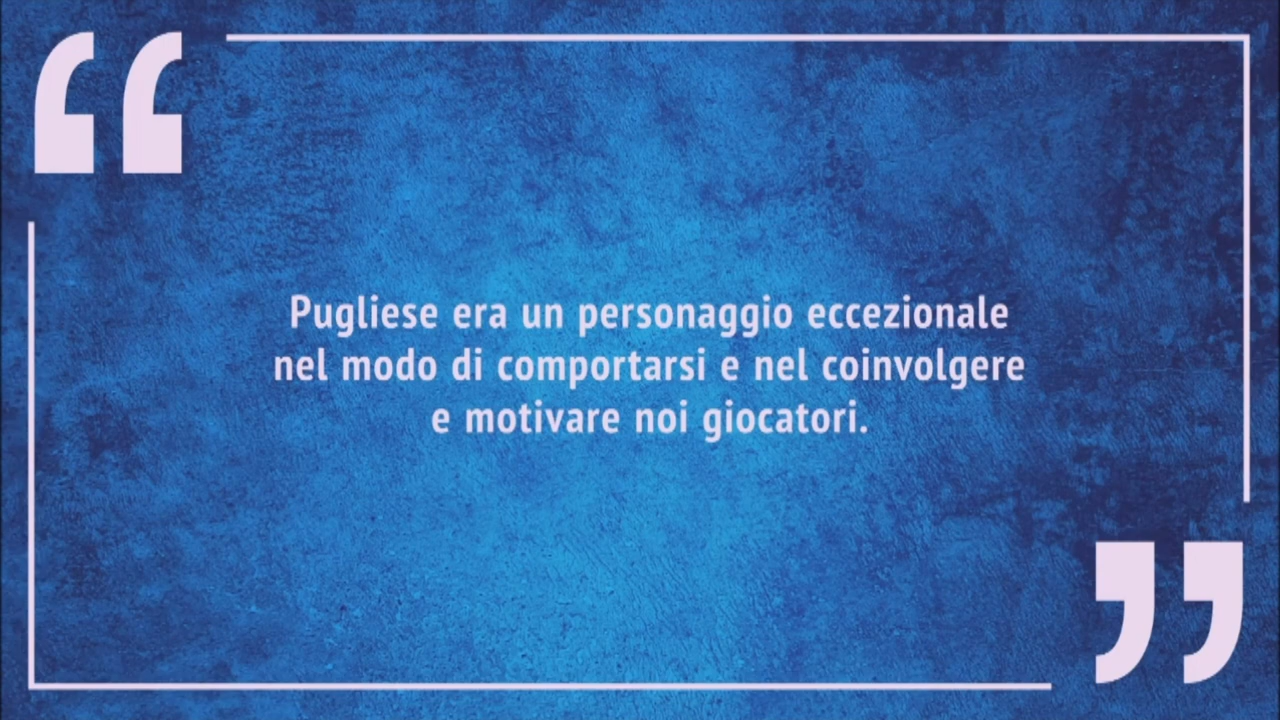 Pugliese era un personaggio eccezionale
nel modo di comportarsi e nel coinvolgere
e motivare noi giocatori.